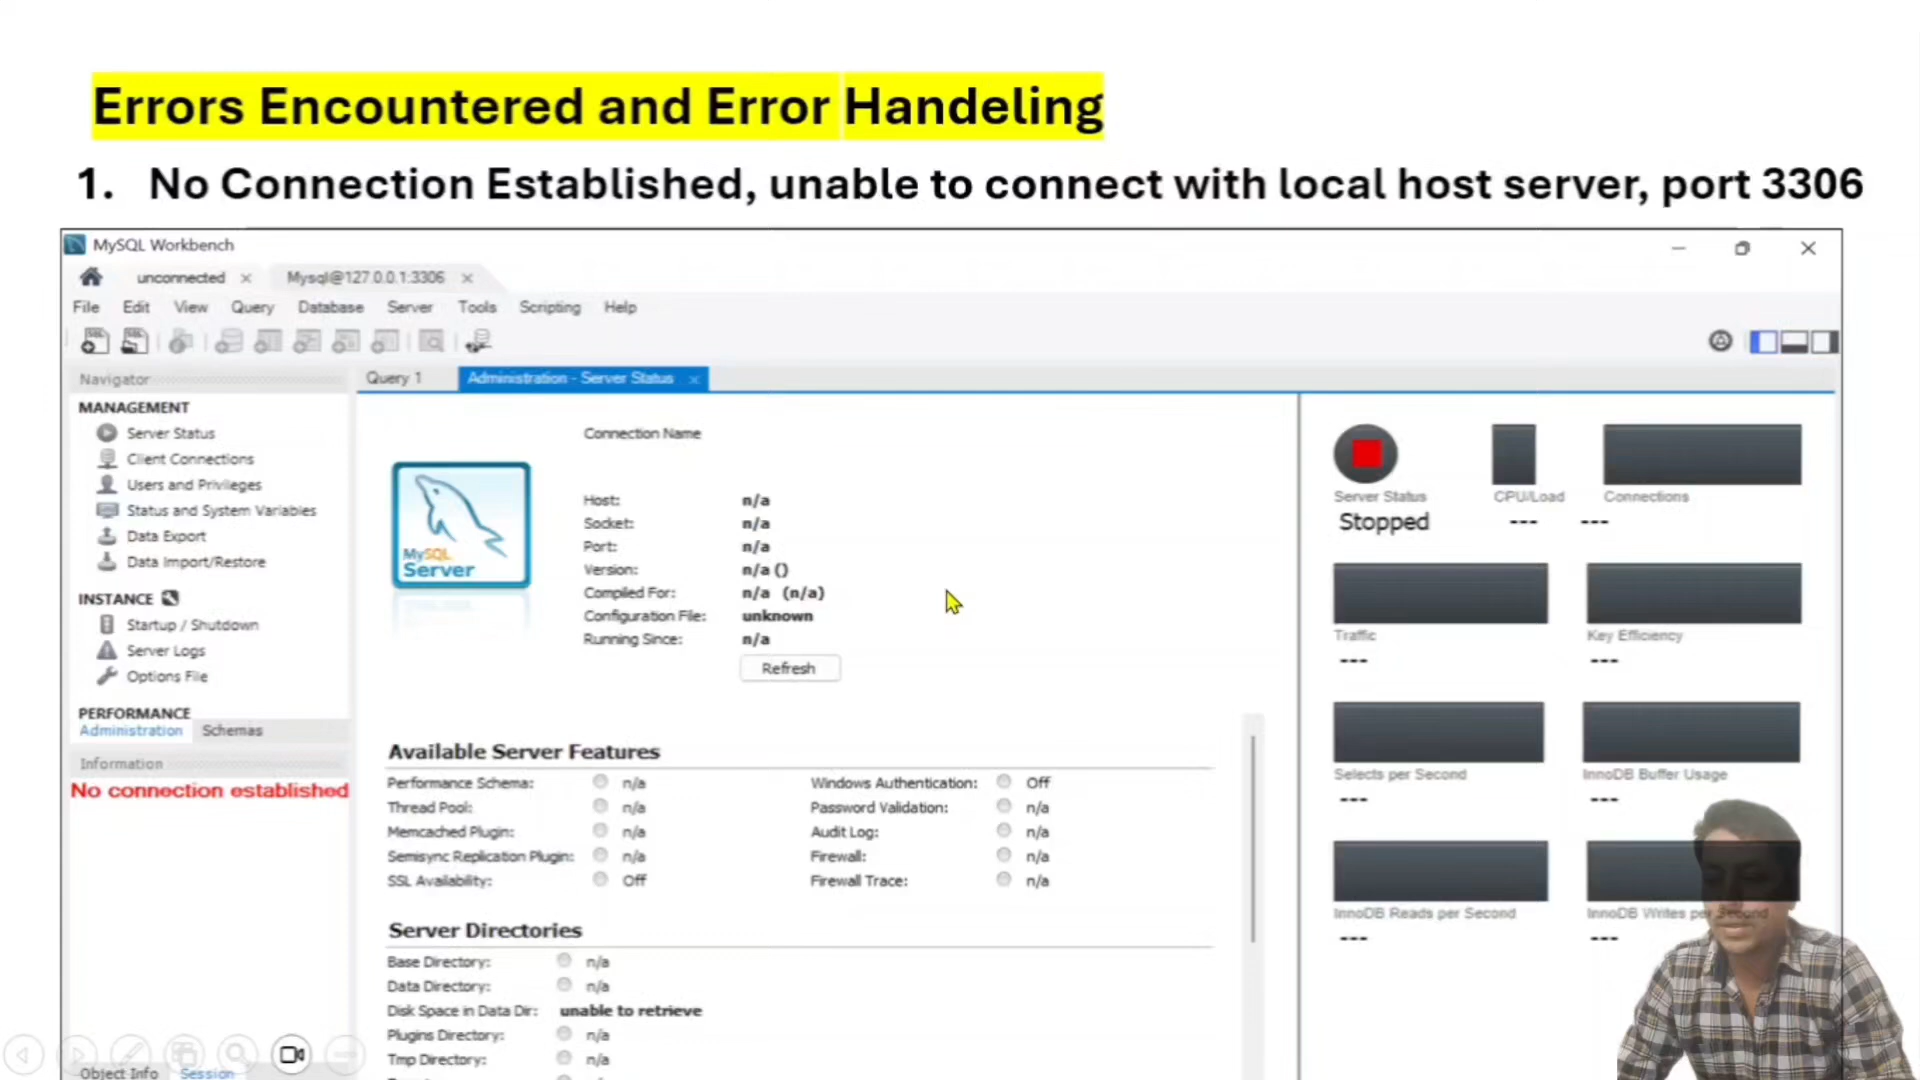 Errors Encountered and Error Handeling
1. No Connection Established, unable to connect with local host server, port 3306
MySQL Workbench
unconnected
Mysql@127.0.0.1:3306
File Edit View Query Database Server Tools Scripting Help
Navigator
MANAGEMENT
Server Status
Client Connections
Users and Privileges
Status and System Variables
Data Export
Data Import/Restore
INSTANCE
Startup / Shutdown
Server Logs
Options File
PERFORMANCE
Administration Schemas
Information
No connection established
Object Info Session
Query 1
Administration - Server Status
Connection Name
MySQL
Server
Host: n/a
Socket: n/a
Port: n/a
Version: n/a ()
Compiled For: n/a (n/a)
Configuration File: unknown
Running Since: n/a
Refresh
Available Server Features
Performance Schema: n/a Windows Authentication: Off
Thread Pool: n/a Password Validation: n/a
Memcached Plugin: n/a Audit Log: n/a
Semisync Replication Plugin: n/a Firewall: n/a
SSL Availability: Off Firewall Trace: n/a
Server Directories
Base Directory: n/a
Data Directory: n/a
Disk Space in Data Dir: unable to retrieve
Plugins Directory: n/a
Tmp Directory: n/a
Server Status CPU/Load Connections
Stopped --- ---
Traffic Key Efficiency
--- ---
Selects per Second InnoDB Buffer Usage
--- ---
InnoDB Reads per Second InnoDB Writes per Second
--- ---